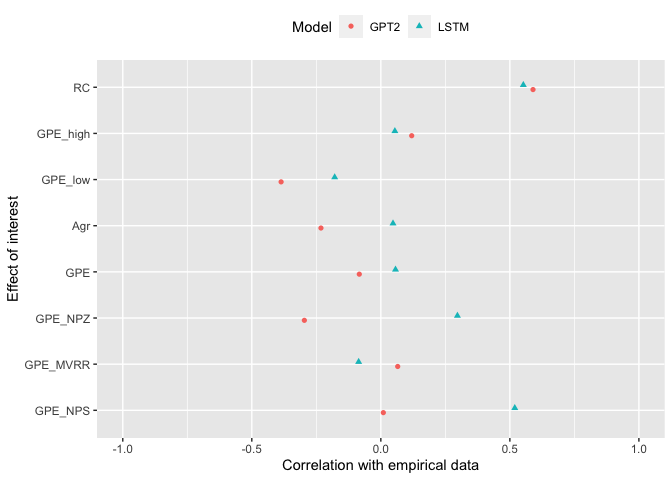 Model GPT2 LSTM
RC
GPE_high
GPE_low
Agr
GPE
GPE_NPZ
GPE_MVRR
GPE_NPS
Effect of interest
-1.0 -0.5 0.0 0.5 1.0
Correlation with empirical data